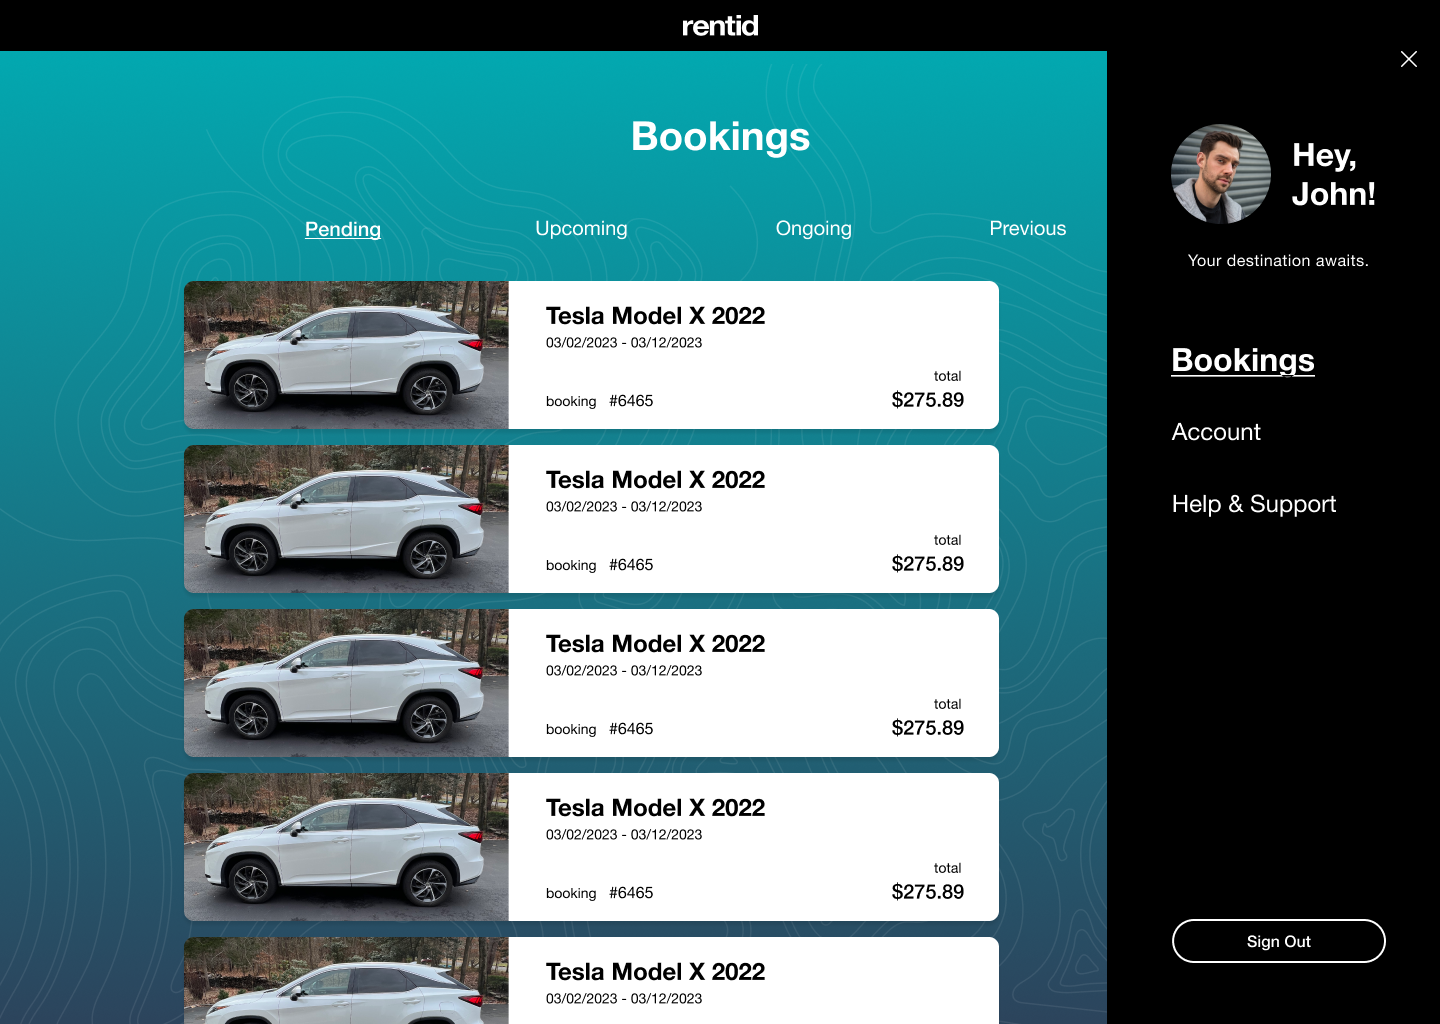 rentid
Bookings
Pending
Upcoming
Ongoing
Previous
Tesla Model X 2022
03/02/2023 - 03/12/2023
total
booking #6465
$275.89
Tesla Model X 2022
03/02/2023 - 03/12/2023
total
booking #6465
$275.89
Tesla Model X 2022
03/02/2023 - 03/12/2023
total
booking #6465
$275.89
Tesla Model X 2022
03/02/2023 - 03/12/2023
total
booking #6465
$275.89
Tesla Model X 2022
03/02/2023 - 03/12/2023
Hey,
John!
Your destination awaits.
Bookings
Account
Help & Support
Sign Out